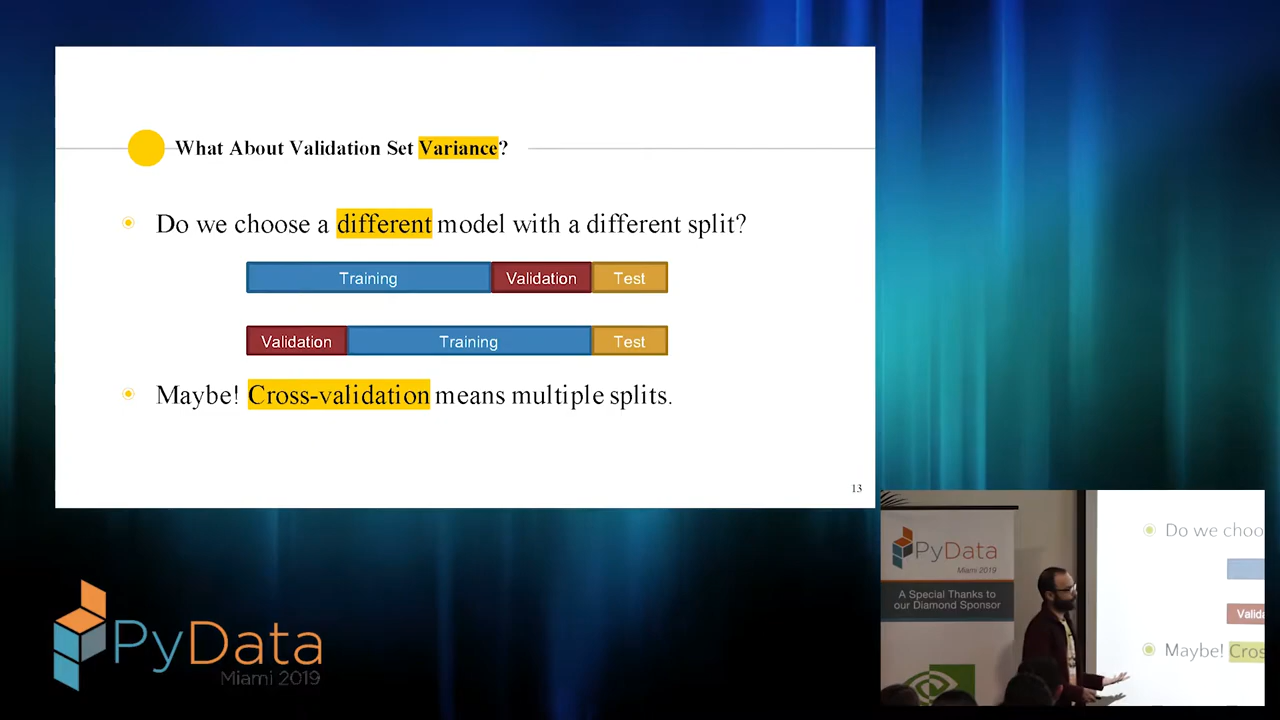 What About Validation Set Variance?
Do we choose a different model with a different split?
Training Validation Test
Validation Training Test
Maybe! Cross-validation means multiple splits.
13
PyData
Miami 2019
PyData
Miami 2019
A Special Thanks to
our Diamond Sponsor
Do we choo
Valida
Maybe! Cros